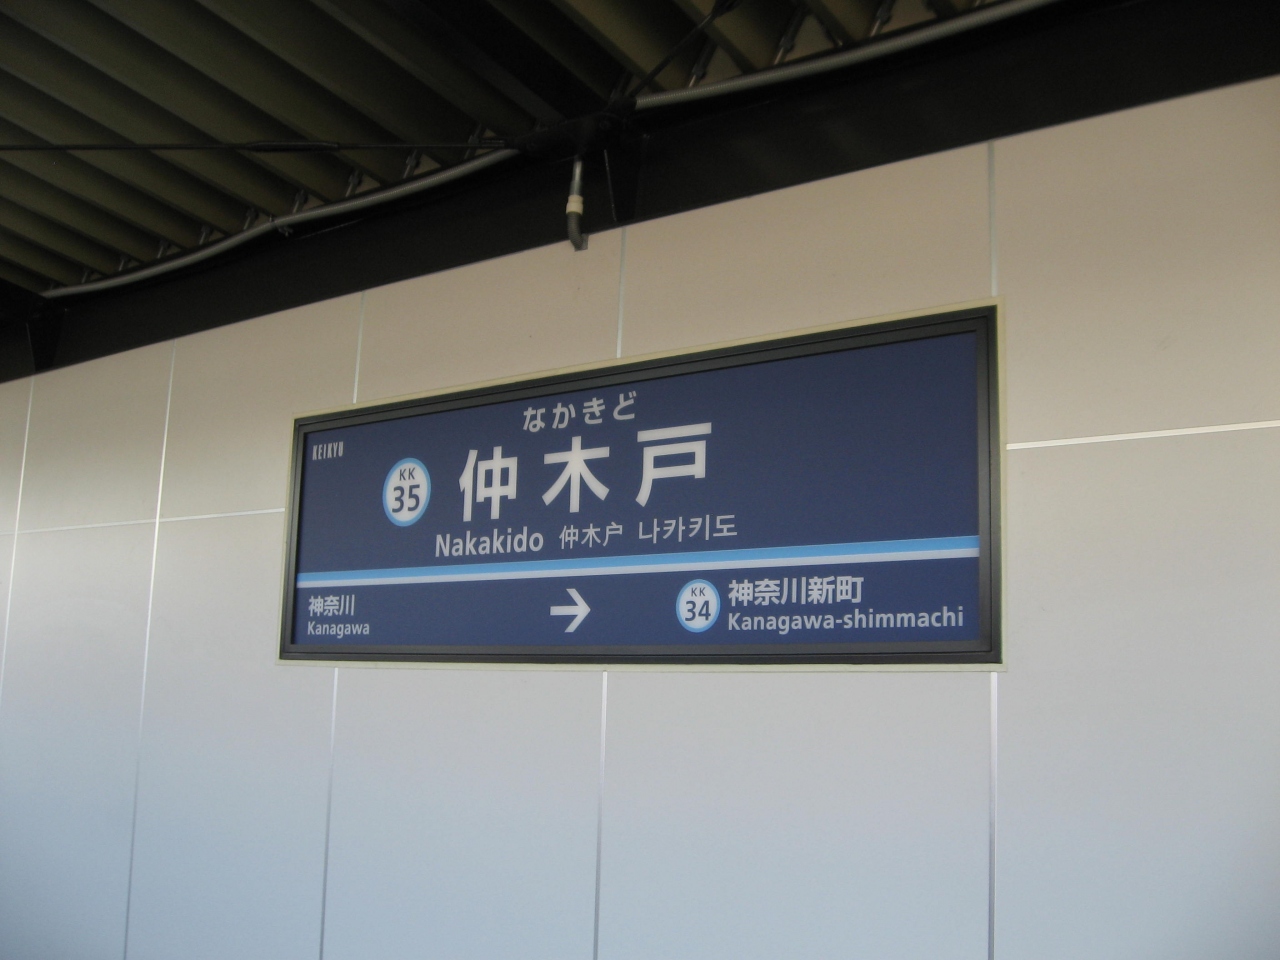 KEIKYU
なかきど
KK
35
仲木戸
Nakakido 仲木户 나카키도
神奈川
Kanagawa
→
KK
34
神奈川新町
Kanagawa-shimmachi